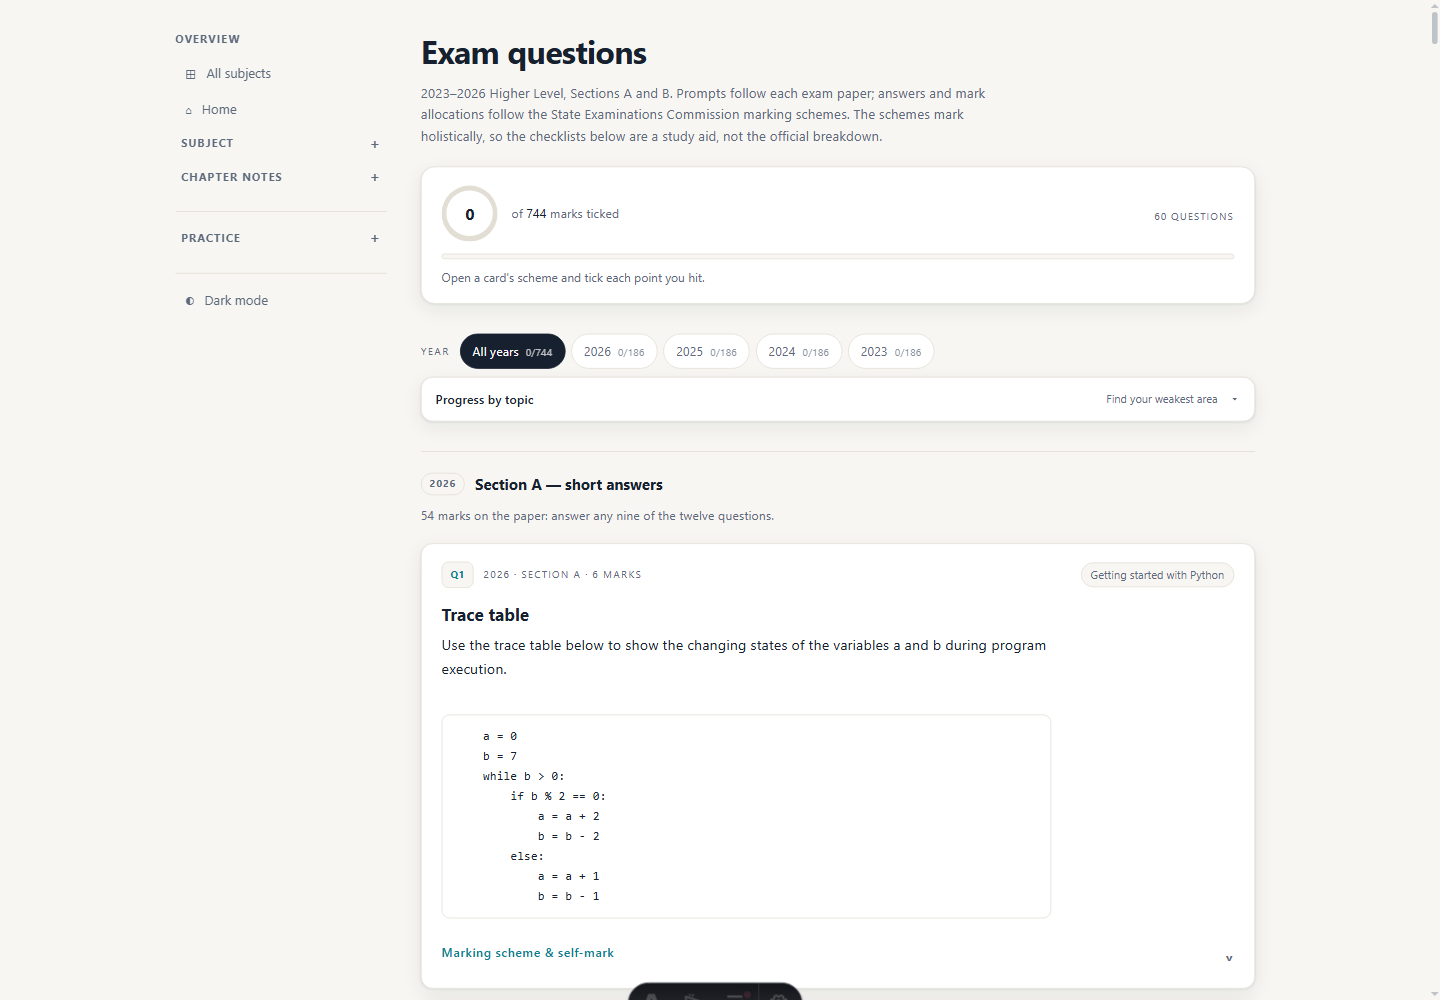 OVERVIEW
All subjects
Home
SUBJECT +
CHAPTER NOTES +
PRACTICE +
Dark mode
Exam questions
2023–2026 Higher Level, Sections A and B. Prompts follow each exam paper; answers and mark
allocations follow the State Examinations Commission marking schemes. The schemes mark
holistically, so the checklists below are a study aid, not the official breakdown.
0 of 744 marks ticked
60 QUESTIONS
Open a card's scheme and tick each point you hit.
YEAR All years 0/744 2026 0/186 2025 0/186 2024 0/186 2023 0/186
Progress by topic
Find your weakest area
2026 Section A — short answers
54 marks on the paper: answer any nine of the twelve questions.
Q1 2026 · SECTION A · 6 MARKS
Getting started with Python
Trace table
Use the trace table below to show the changing states of the variables a and b during program
execution.
a = 0
b = 7
while b > 0:
    if b % 2 == 0:
        a = a + 2
        b = b - 2
    else:
        a = a + 1
        b = b - 1
Marking scheme & self-mark